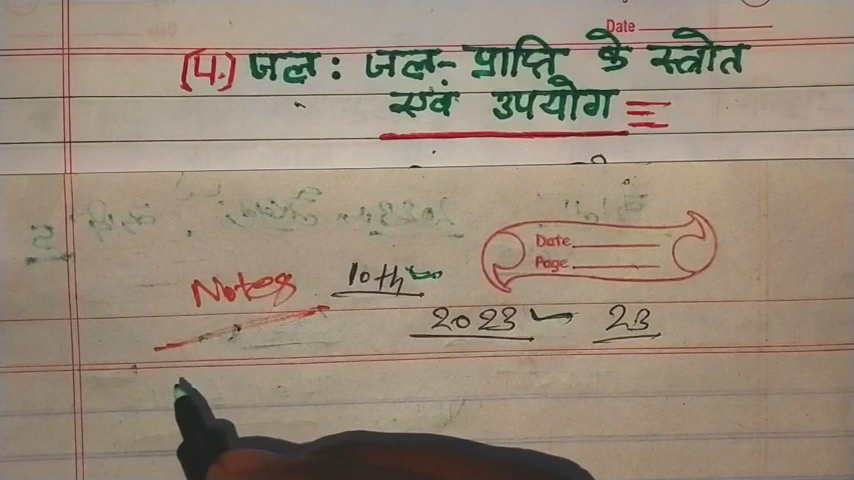 Date
(4.) जल : जल-प्राप्ति के स्त्रोत
एवं उपयोग
Date
Page
Notes 10th
2023 - 23